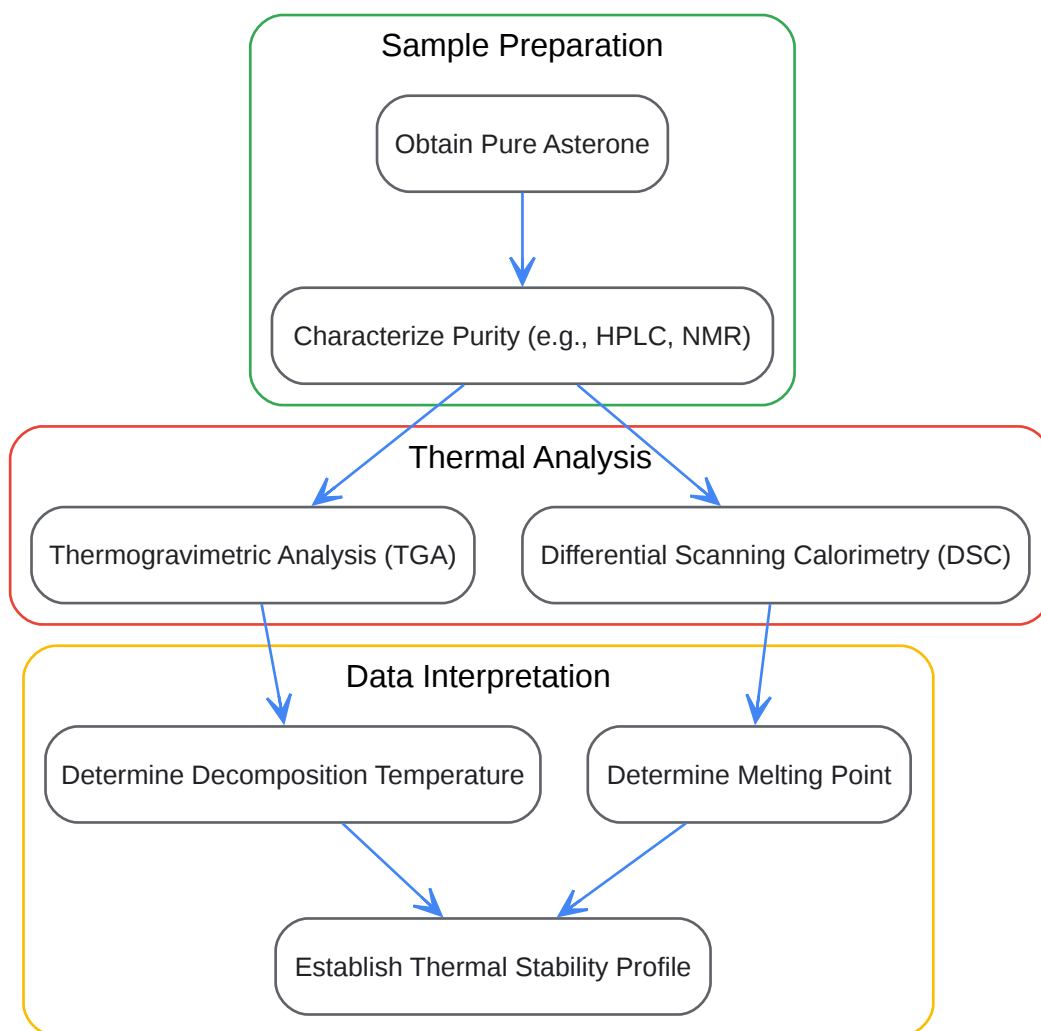 Sample Preparation
Obtain Pure Asterone
Characterize Purity (e.g., HPLC, NMR)
Thermal Analysis
Thermogravimetric Analysis (TGA)
Differential Scanning Calorimetry (DSC)
Data Interpretation
Determine Decomposition Temperature
Determine Melting Point
Establish Thermal Stability Profile